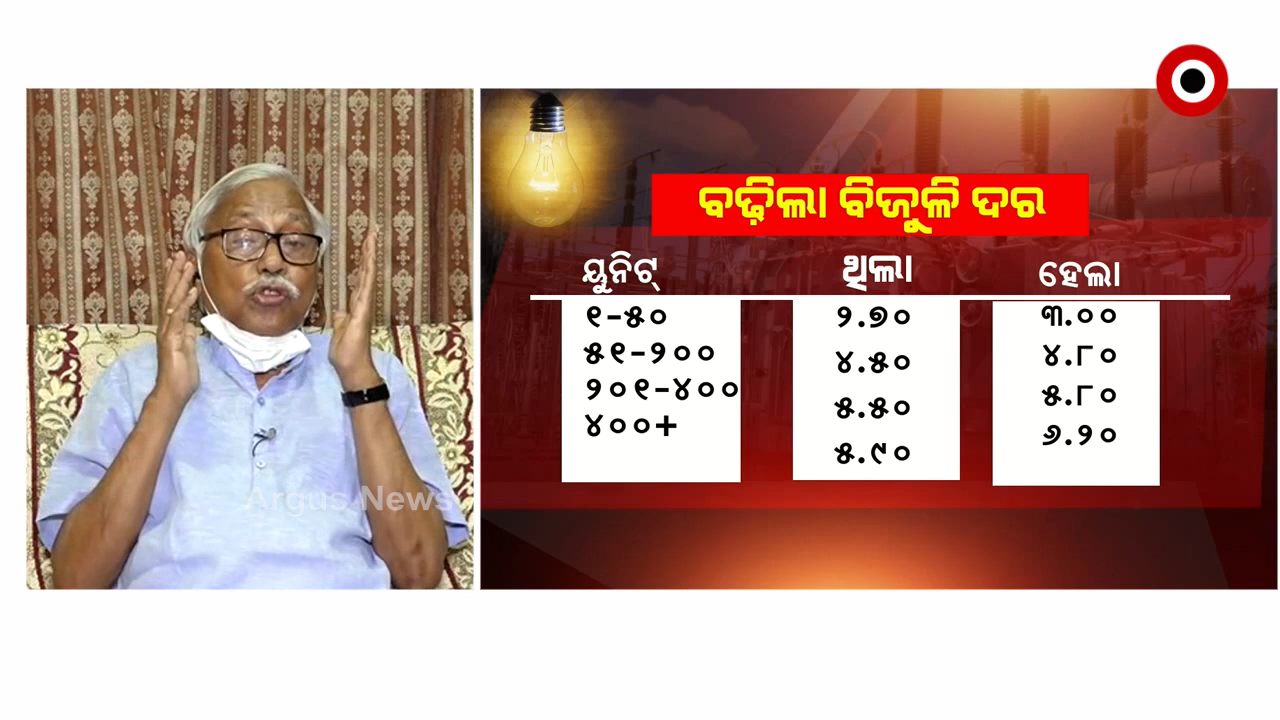 ବଢ଼ିଲା ବିଜୁଳି ଦର
ୟୁନିଟ୍ ଥିଲା ହେଲା
୧-୫୦ ୨.୭୦ ୩.୦୦
୫୧-୨୦୦ ୪.୫୦ ୪.୮୦
୨୦୧-୪୦୦ ୫.୫୦ ୫.୮୦
୪୦୦+ ୫.୯୦ ୬.୨୦
Argus News